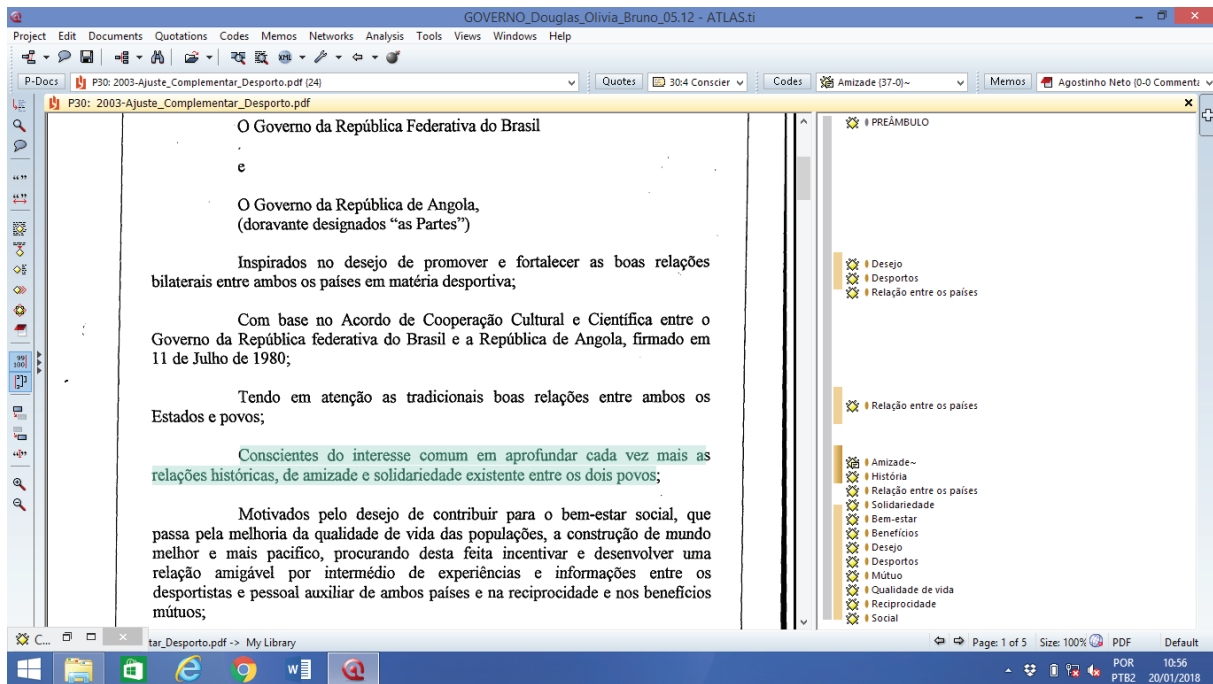 GOVERNO_Douglas_Olivia_Bruno_05.12 - ATLAS.ti
Project Edit Documents Quotations Codes Memos Networks Analysis Tools Views Windows Help
P-Docs P30: 2003-Ajuste_Complementar_Desporto.pdf {24} Quotes 30:4 Conscier Codes Amizade {37-0}~ Memos Agostinho Neto {0-0 Commenta
P30: 2003-Ajuste_Complementar_Desporto.pdf
O Governo da República Federativa do Brasil
e
O Governo da República de Angola,
(doravante designados “as Partes”)
Inspirados no desejo de promover e fortalecer as boas relações
bilaterais entre ambos os países em matéria desportiva;
Com base no Acordo de Cooperação Cultural e Científica entre o
Governo da República federativa do Brasil e a República de Angola, firmado em
11 de Julho de 1980;
Tendo em atenção as tradicionais boas relações entre ambos os
Estados e povos;
Conscientes do interesse comum em aprofundar cada vez mais as
relações históricas, de amizade e solidariedade existente entre os dois povos;
Motivados pelo desejo de contribuir para o bem-estar social, que
passa pela melhoria da qualidade de vida das populações, a construção de mundo
melhor e mais pacifico, procurando desta feita incentivar e desenvolver uma
relação amigável por intermédio de experiências e informações entre os
desportistas e pessoal auxiliar de ambos países e na reciprocidade e nos benefícios
mútuos;
PREÂMBULO
Desejo
Desportos
Relação entre os países
Relação entre os países
Amizade~
História
Relação entre os países
Solidariedade
Bem-estar
Benefícios
Desejo
Desportos
Mútuo
Qualidade de vida
Reciprocidade
Social
C... tar_Desporto.pdf -> My Library Page: 1 of 5 Size: 100% PDF Default
POR 10:56
PTB2 20/01/2018